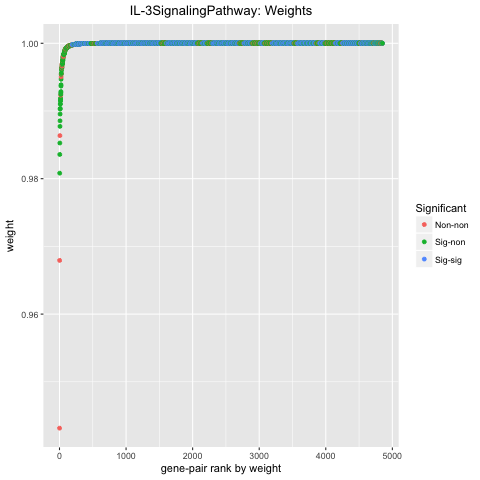 IL-3SignalingPathway: Weights
1.00
0.98
0.96
weight
0
1000
2000
3000
4000
5000
gene-pair rank by weight
Significant
Non-non
Sig-non
Sig-sig